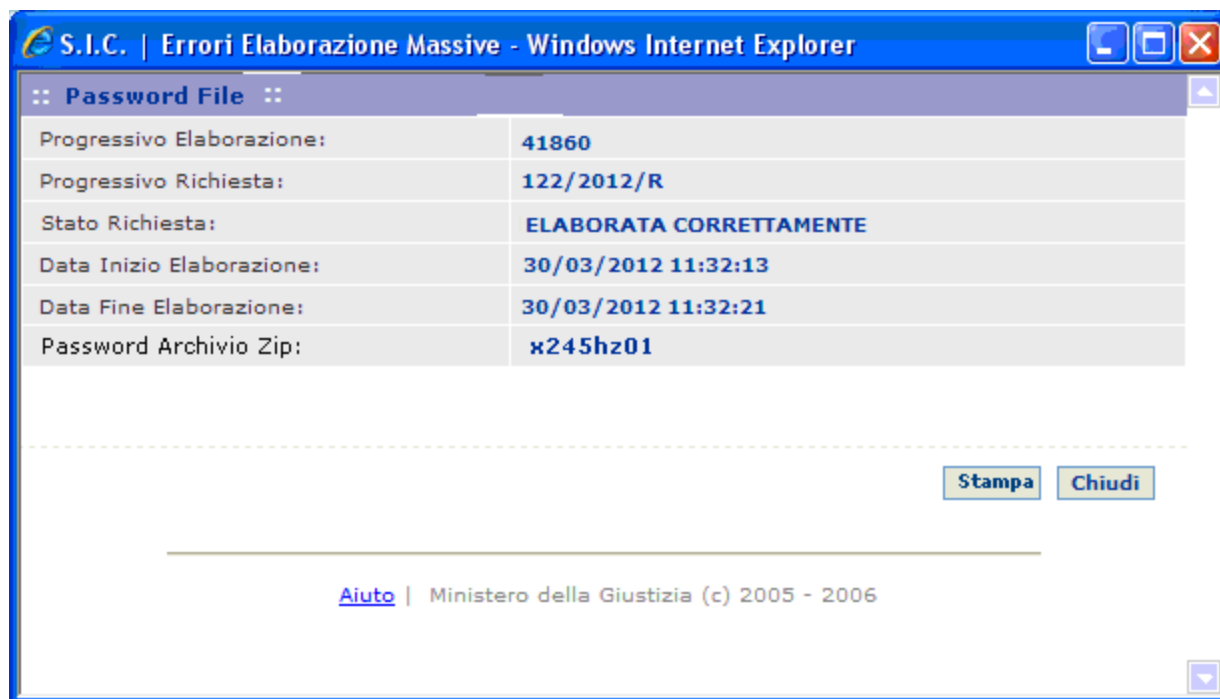 S.I.C. | Errori Elaborazione Massive - Windows Internet Explorer
:: Password File ::
Progressivo Elaborazione: 41860
Progressivo Richiesta: 122/2012/R
Stato Richiesta: ELABORATA CORRETTAMENTE
Data Inizio Elaborazione: 30/03/2012 11:32:13
Data Fine Elaborazione: 30/03/2012 11:32:21
Password Archivio Zip: x245hz01
Stampa Chiudi
Aiuto | Ministero della Giustizia (c) 2005 - 2006